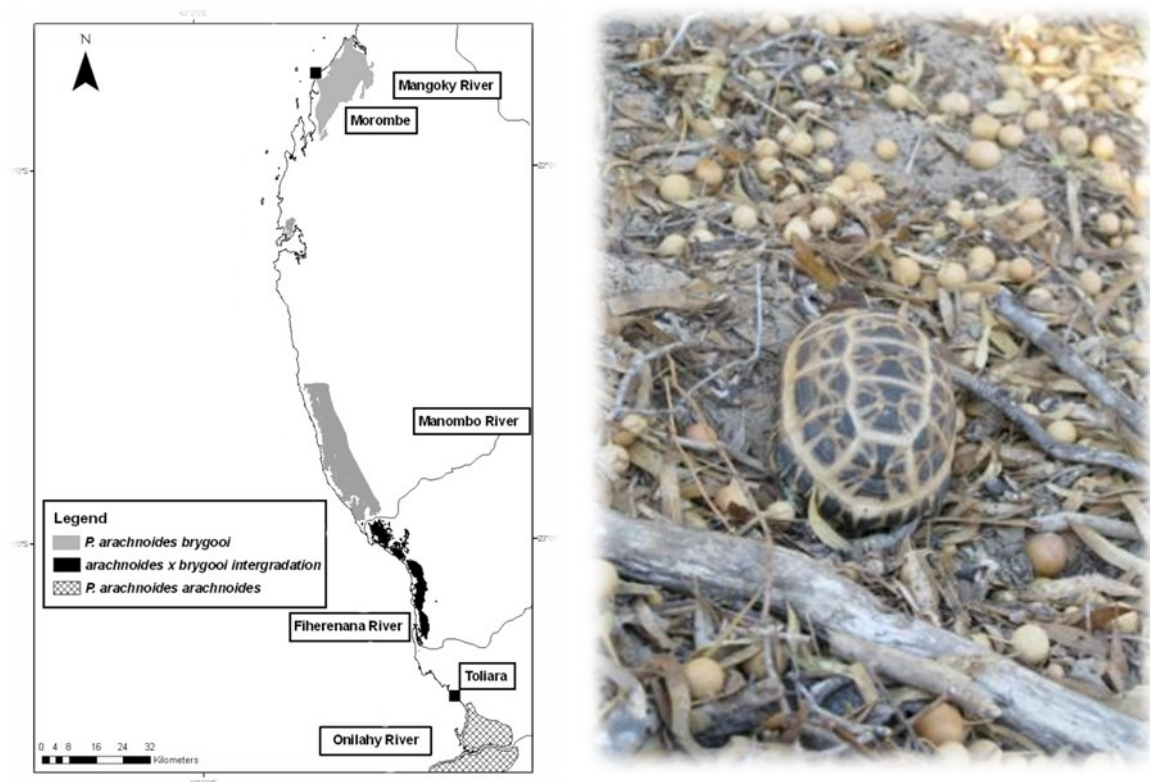 N
Mangoky River
Morombe
22°
Manombo River
Legend
P. arachnoides brygooi
arachnoides x brygooi intergradation
P. arachnoides arachnoides
Fiherenana River
Toliara
Onilahy River
0 4 8 16 24 32
Kilometers